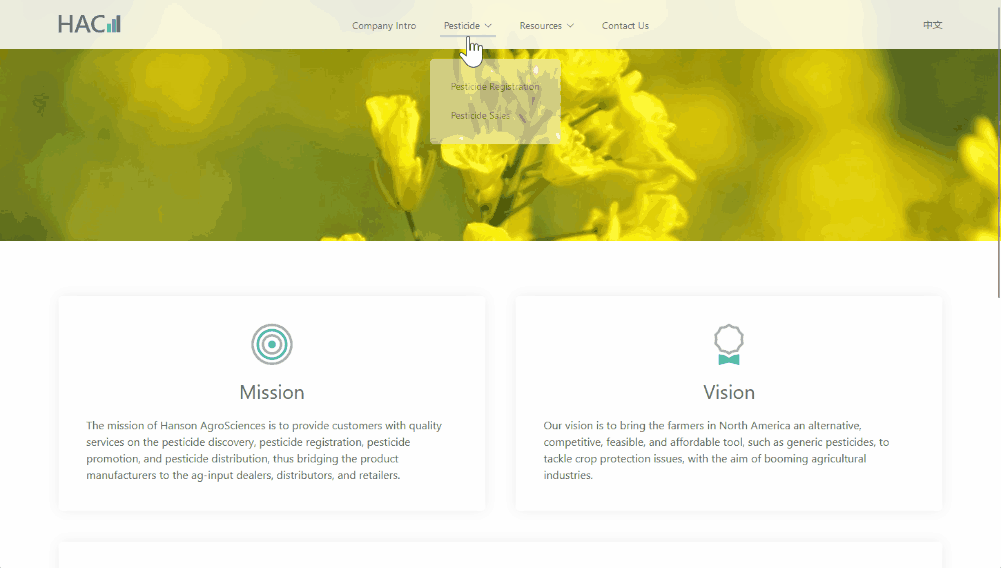 HAC
Company Intro
Pesticide
Resources
Contact Us
中文
Pesticide Registration
Pesticide Sales
Mission
The mission of Hanson AgroSciences is to provide customers with quality
services on the pesticide discovery, pesticide registration, pesticide
promotion, and pesticide distribution, thus bridging the product
manufacturers to the ag-input dealers, distributors, and retailers.
Vision
Our vision is to bring the farmers in North America an alternative,
competitive, feasible, and affordable tool, such as generic pesticides, to
tackle crop protection issues, with the aim of booming agricultural
industries.